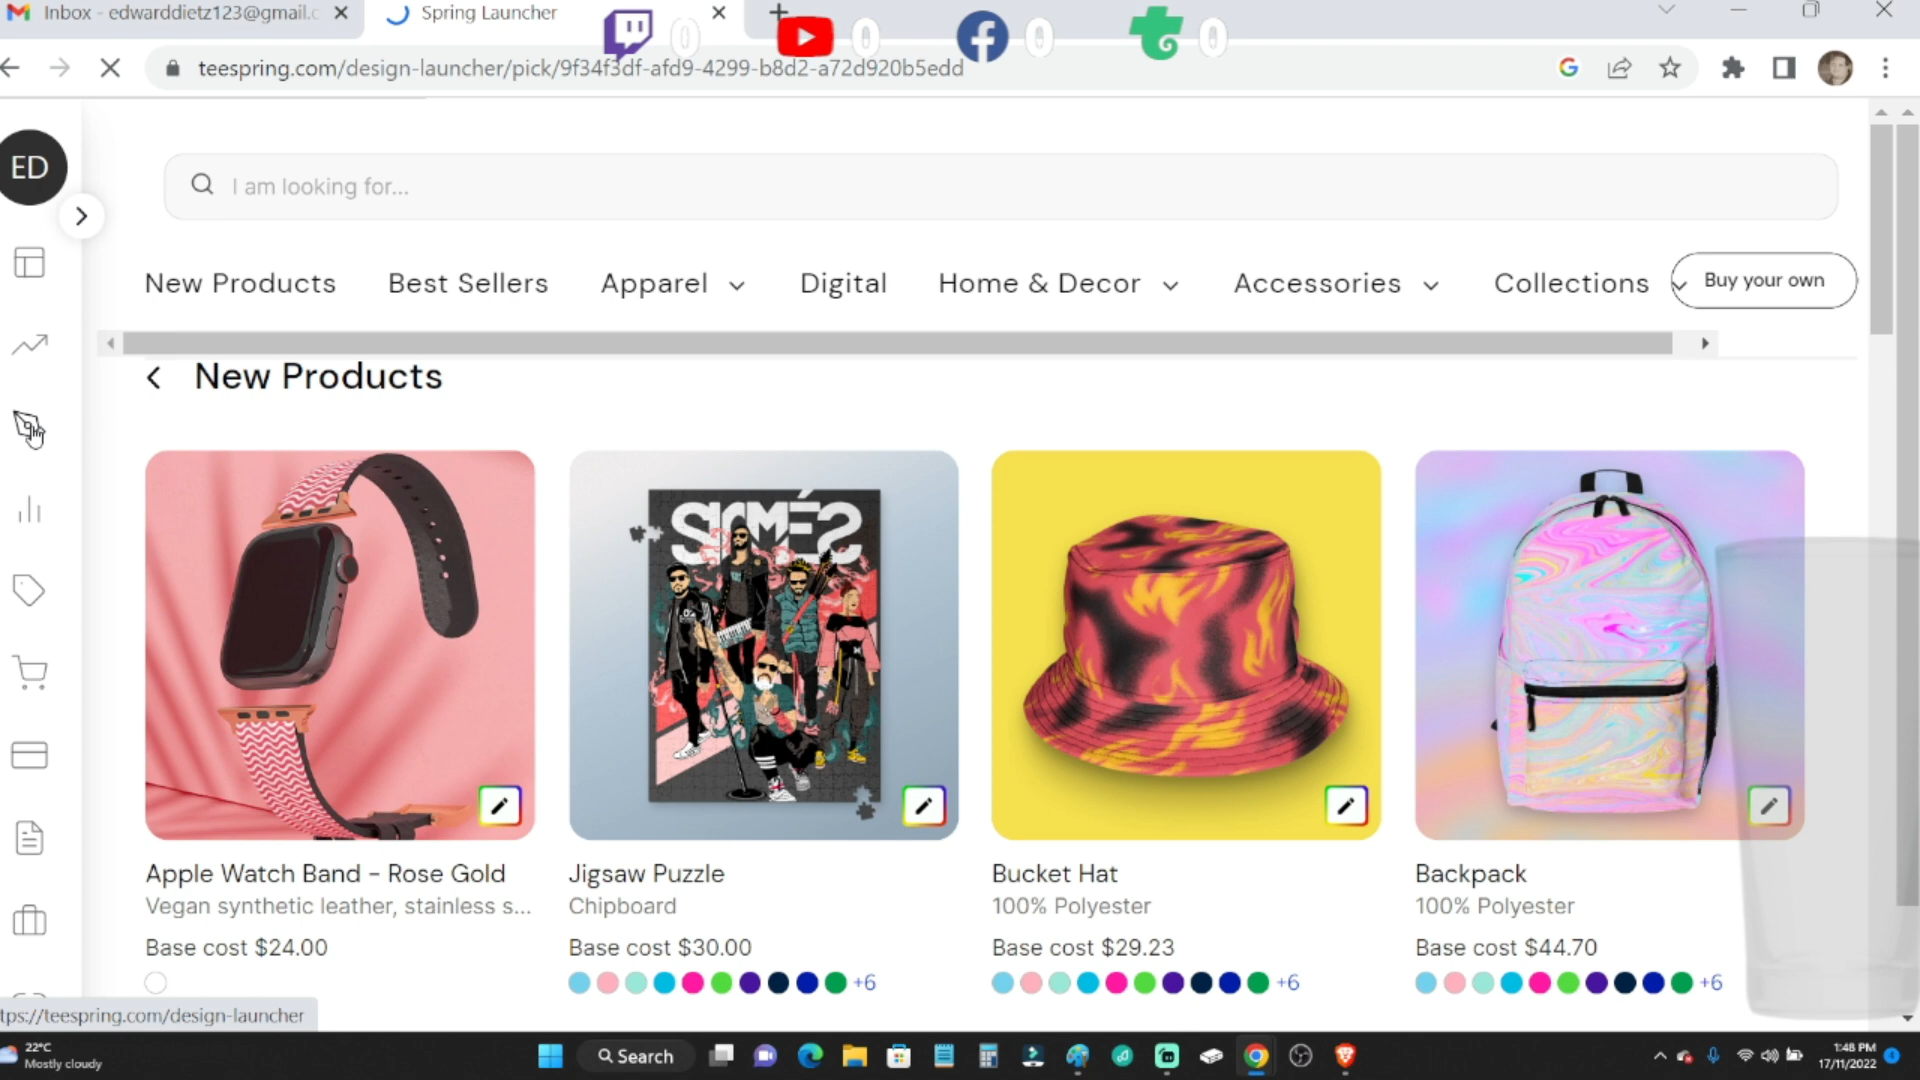 Inbox - edwarddietz123@gmail.c
Spring Launcher
0
0
0
0
teespring.com/design-launcher/pick/9f34f3df-afd9-4299-b8d2-a72d920b5edd
ED
I am looking for...
New Products
Best Sellers
Apparel
Digital
Home & Decor
Accessories
Collections
Buy your own
New Products
Apple Watch Band - Rose Gold
Vegan synthetic leather, stainless s...
Base cost $24.00
Jigsaw Puzzle
Chipboard
Base cost $30.00
+6
Bucket Hat
100% Polyester
Base cost $29.23
+6
Backpack
100% Polyester
Base cost $44.70
+6
tps://teespring.com/design-launcher
22°C
Mostly cloudy
Search
1:48 PM
17/11/2022